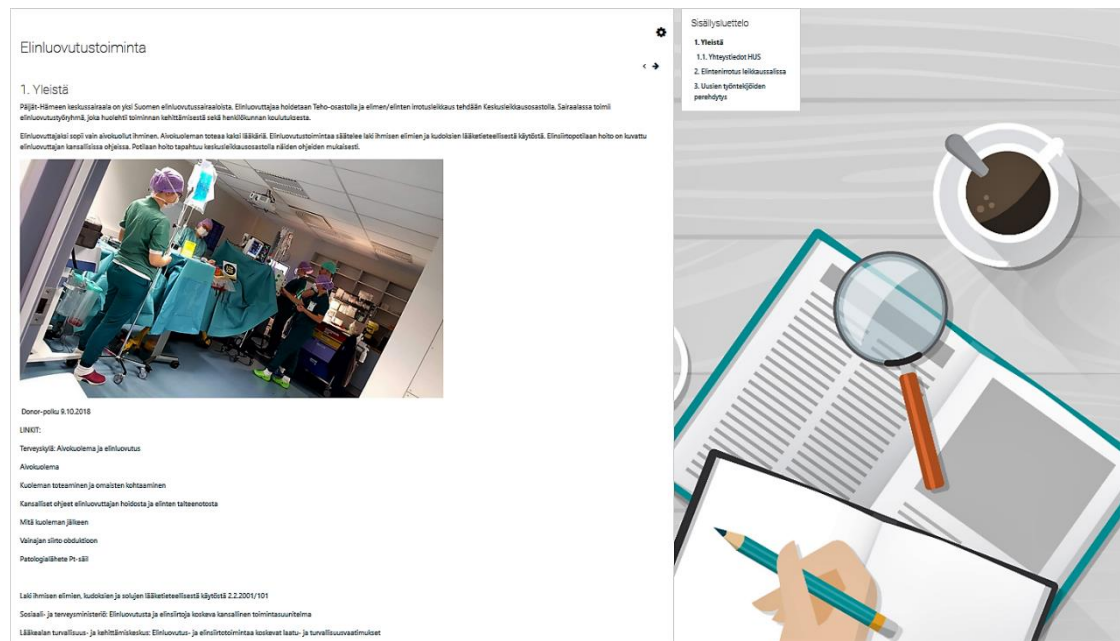 Elinluovutustoiminta
1. Yleistä
Päijät-Hämeen keskussairaala on yksi Suomen elinluovutussairaaloista. Elinluovuttajaa hoidetaan Teho-osastolla ja elimen/elinten irrotusleikkaus tehdään Keskusleikkausosastolla. Sairaalassa toimii
elinluovutustyöryhmä, joka huolehtii toiminnan kehittämisestä sekä henkilökunnan koulutuksesta.
Elinluovuttajaksi sopii vain aivokuollut ihminen. Aivokuoleman toteaa kaksi lääkäriä. Elinluovutustoimintaa säätelee laki ihmisen elimien ja kudoksien lääketieteellisestä käytöstä. Elinsiirtopotilaan hoito on kuvattu
elinluovuttajan kansallisissa ohjeissa. Potilaan hoito tapahtuu keskusleikkausosastolla näiden ohjeiden mukaisesti.
Donor-polku 9.10.2018
LINKIT:
Terveyskylä: Aivokuolema ja elinluovutus
Aivokuolema
Kuoleman toteaminen ja omaisten kohtaaminen
Kansalliset ohjeet elinluovuttajan hoidosta ja elinten talteenotosta
Mitä kuoleman jälkeen
Vainajan siirto obduktioon
Patologialähete Pt-säil
Laki ihmisen elimien, kudoksien ja solujen lääketieteellisestä käytöstä 2.2.2001/101
Sosiaali- ja terveysministeriö: Elinluovutusta ja elinsiirtoja koskeva kansallinen toimintasuunnitelma
Lääkealan turvallisuus- ja kehittämiskeskus: Elinluovutus- ja elinsiirtotoimintaa koskevat laatu- ja turvallisuusvaatimukset
Sisällysluettelo
1. Yleistä
1.1. Yhteystiedot HUS
2. Elintenirrotus leikkaussalissa
3. Uusien työntekijöiden
perehdytys